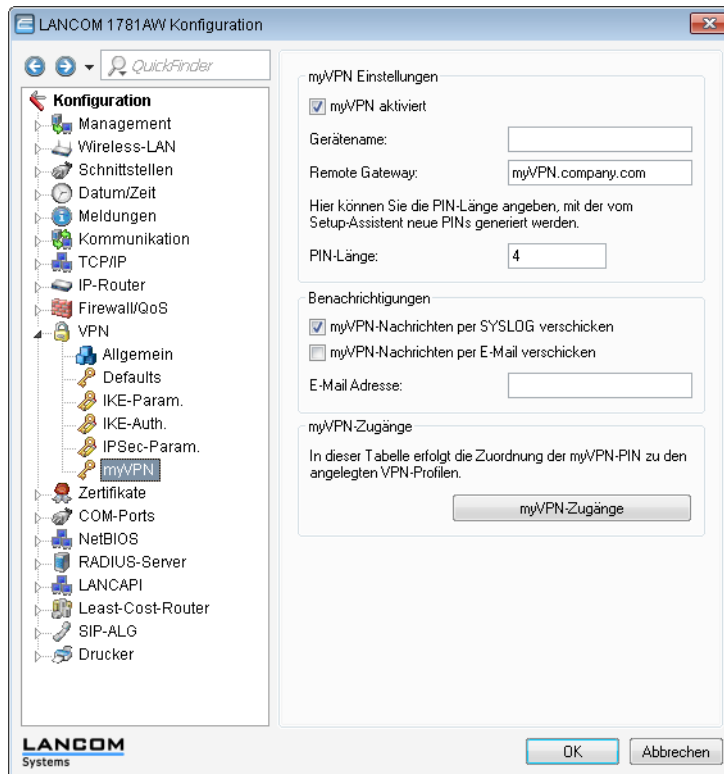 LANCOM 1781AW Konfiguration
QuickFinder
Konfiguration
Management
Wireless-LAN
Schnittstellen
Datum/Zeit
Meldungen
Kommunikation
TCP/IP
IP-Router
Firewall/QoS
VPN
Allgemein
Defaults
IKE-Param.
IKE-Auth.
IPSec-Param.
myVPN
Zertifikate
COM-Ports
NetBIOS
RADIUS-Server
LANCAPI
Least-Cost-Router
SIP-ALG
Drucker
myVPN Einstellungen
myVPN aktiviert
Gerätename:
Remote Gateway: myVPN.company.com
Hier können Sie die PIN-Länge angeben, mit der vom
Setup-Assistent neue PINs generiert werden.
PIN-Länge: 4
Benachrichtigungen
myVPN-Nachrichten per SYSLOG verschicken
myVPN-Nachrichten per E-Mail verschicken
E-Mail Adresse:
myVPN-Zugänge
In dieser Tabelle erfolgt die Zuordnung der myVPN-PIN zu den
angelegten VPN-Profilen.
myVPN-Zugänge
LANCOM
Systems
OK
Abbrechen